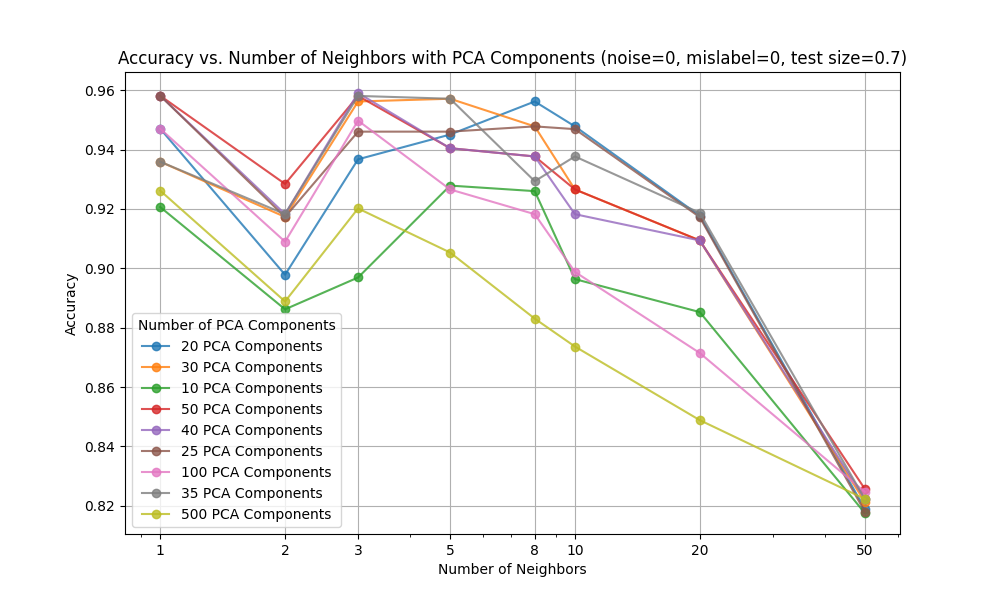 Accuracy vs. Number of Neighbors with PCA Components (noise=0, mislabel=0, test size=0.7)
0.96
0.94
0.92
0.90
0.88
0.86
0.84
0.82
Accuracy
Number of PCA Components
20 PCA Components
30 PCA Components
10 PCA Components
50 PCA Components
40 PCA Components
25 PCA Components
100 PCA Components
35 PCA Components
500 PCA Components
1 2 3 5 8 10 20 50
Number of Neighbors